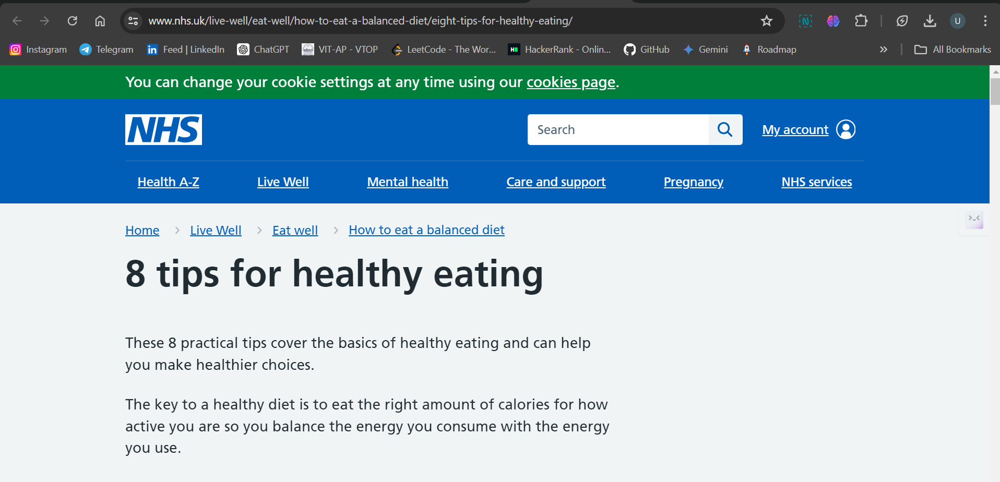 www.nhs.uk/live-well/eat-well/how-to-eat-a-balanced-diet/eight-tips-for-healthy-eating/
U
Instagram Telegram Feed | LinkedIn ChatGPT VIT-AP - VTOP LeetCode - The Wor... HackerRank - Onlin... GitHub Gemini Roadmap All Bookmarks
You can change your cookie settings at any time using our cookies page.
NHS Search My account
Health A-Z Live Well Mental health Care and support Pregnancy NHS services
Home Live Well Eat well How to eat a balanced diet
8 tips for healthy eating
These 8 practical tips cover the basics of healthy eating and can help
you make healthier choices.
The key to a healthy diet is to eat the right amount of calories for how
active you are so you balance the energy you consume with the energy
you use.